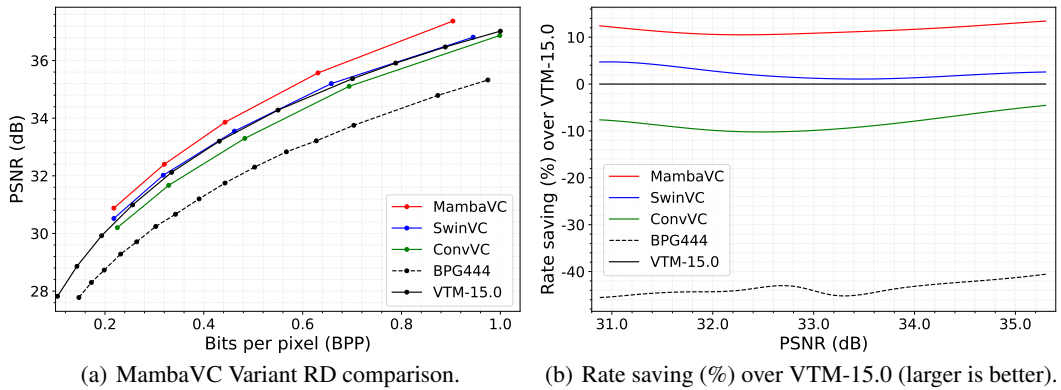 36
34
32
30
28
PSNR (dB)
MambaVC
SwinVC
ConvVC
BPG444
VTM-15.0
0.2 0.4 0.6 0.8 1.0
Bits per pixel (BPP)
(a) MambaVC Variant RD comparison.
10
0
-10
-20
-30
-40
Rate saving (%) over VTM-15.0
MambaVC
SwinVC
ConvVC
BPG444
VTM-15.0
31.0 32.0 33.0 34.0 35.0
PSNR (dB)
(b) Rate saving (%) over VTM-15.0 (larger is better)